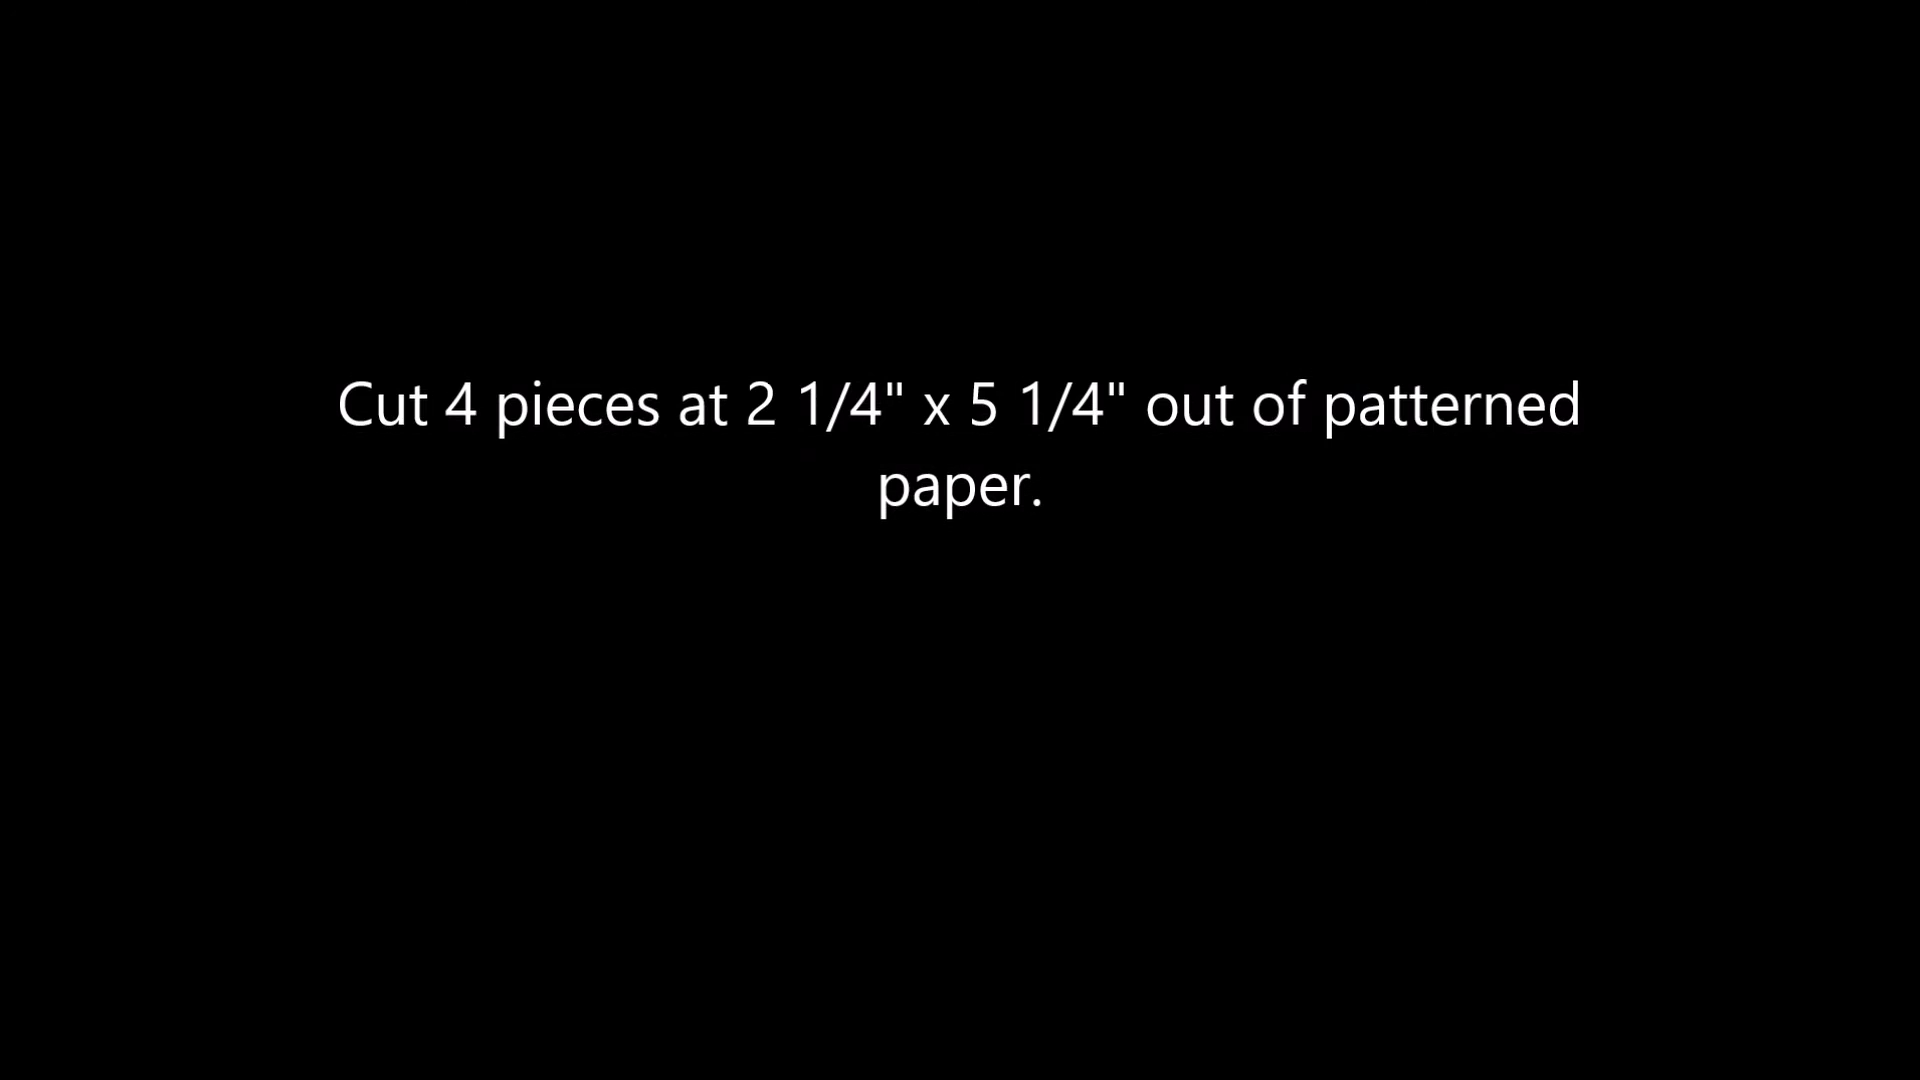 Cut 4 pieces at 2 1/4" x 5 1/4" out of patterned
paper.